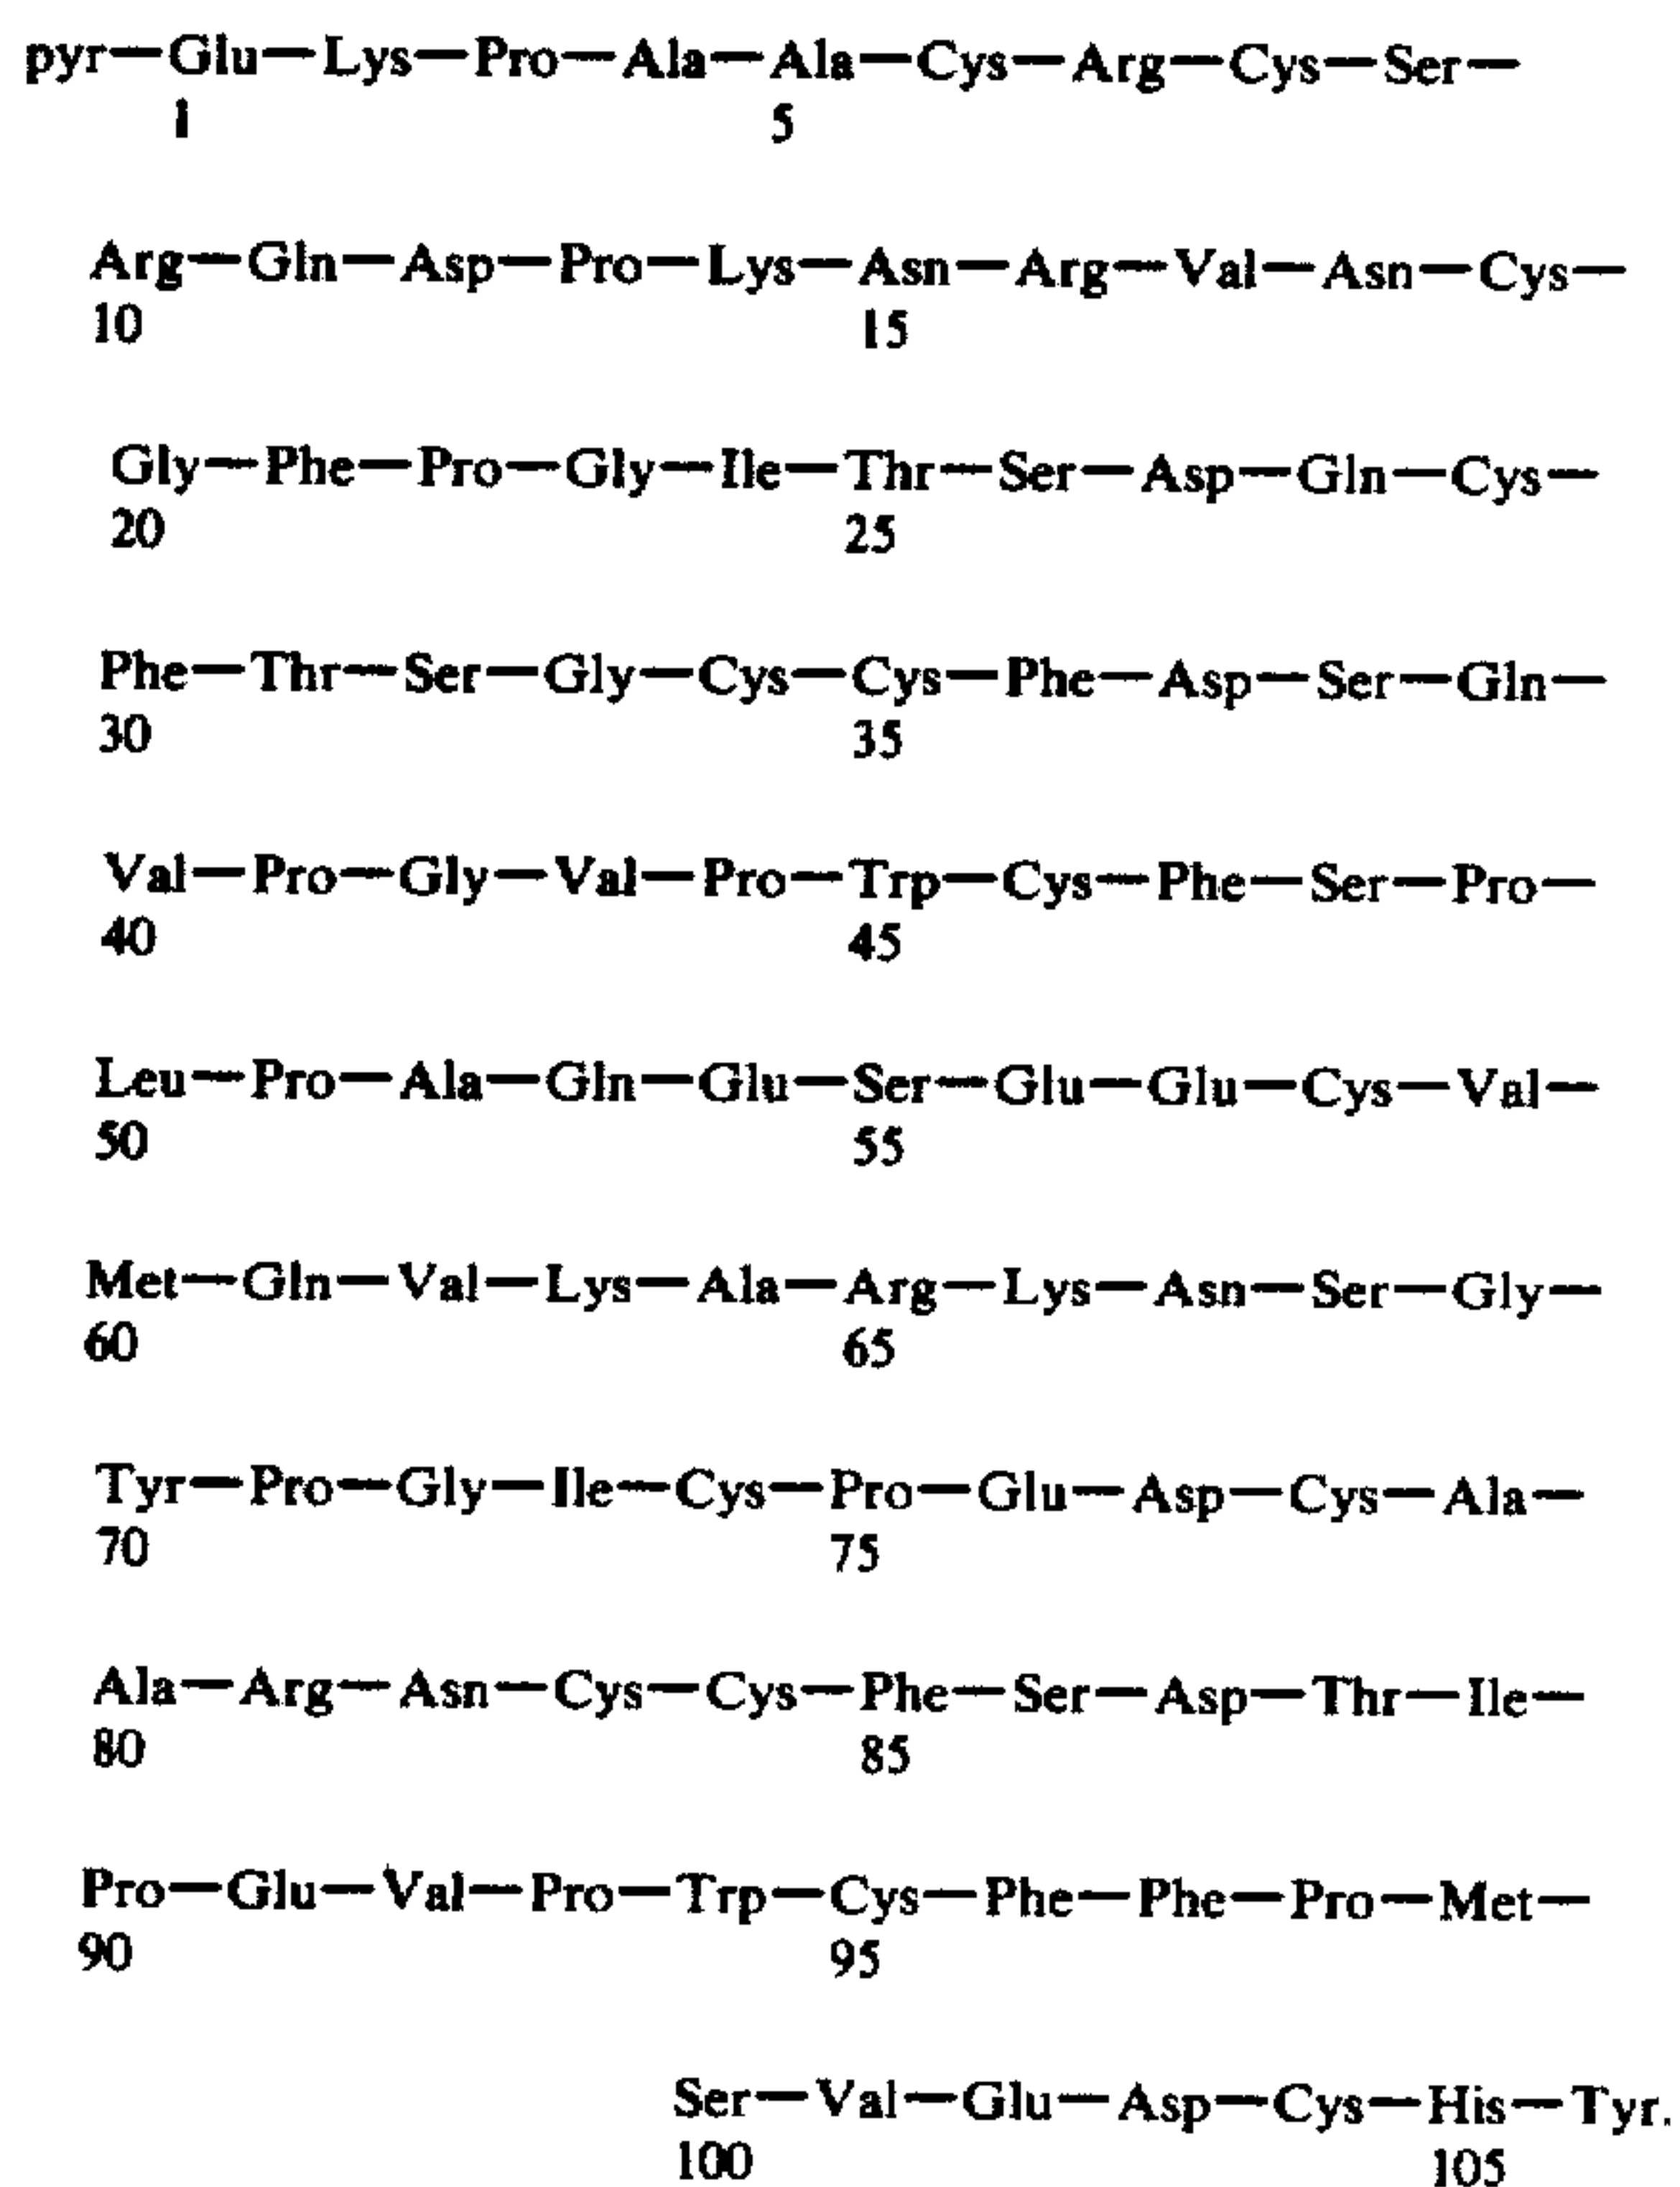 pyr—Glu—Lys—Pro—Ala—Ala—Cys—Arg—Cys—Ser—
1 5
Arg—Gln—Asp—Pro—Lys—Asn—Arg—Val—Asn—Cys—
10 15
Gly—Phe—Pro—Gly—Ile—Thr—Ser—Asp—Gln—Cys—
20 25
Phe—Thr—Ser—Gly—Cys—Cys—Phe—Asp—Ser—Gln—
30 35
Val—Pro—Gly—Val—Pro—Trp—Cys—Phe—Ser—Pro—
40 45
Leu—Pro—Ala—Gln—Glu—Ser—Glu—Glu—Cys—Val—
50 55
Met—Gln—Val—Lys—Ala—Arg—Lys—Asn—Ser—Gly—
60 65
Tyr—Pro—Gly—Ile—Cys—Pro—Glu—Asp—Cys—Ala—
70 75
Ala—Arg—Asn—Cys—Cys—Phe—Ser—Asp—Thr—Ile—
80 85
Pro—Glu—Val—Pro—Trp—Cys—Phe—Phe—Pro—Met—
90 95
Ser—Val—Glu—Asp—Cys—His—Tyr.
100 105